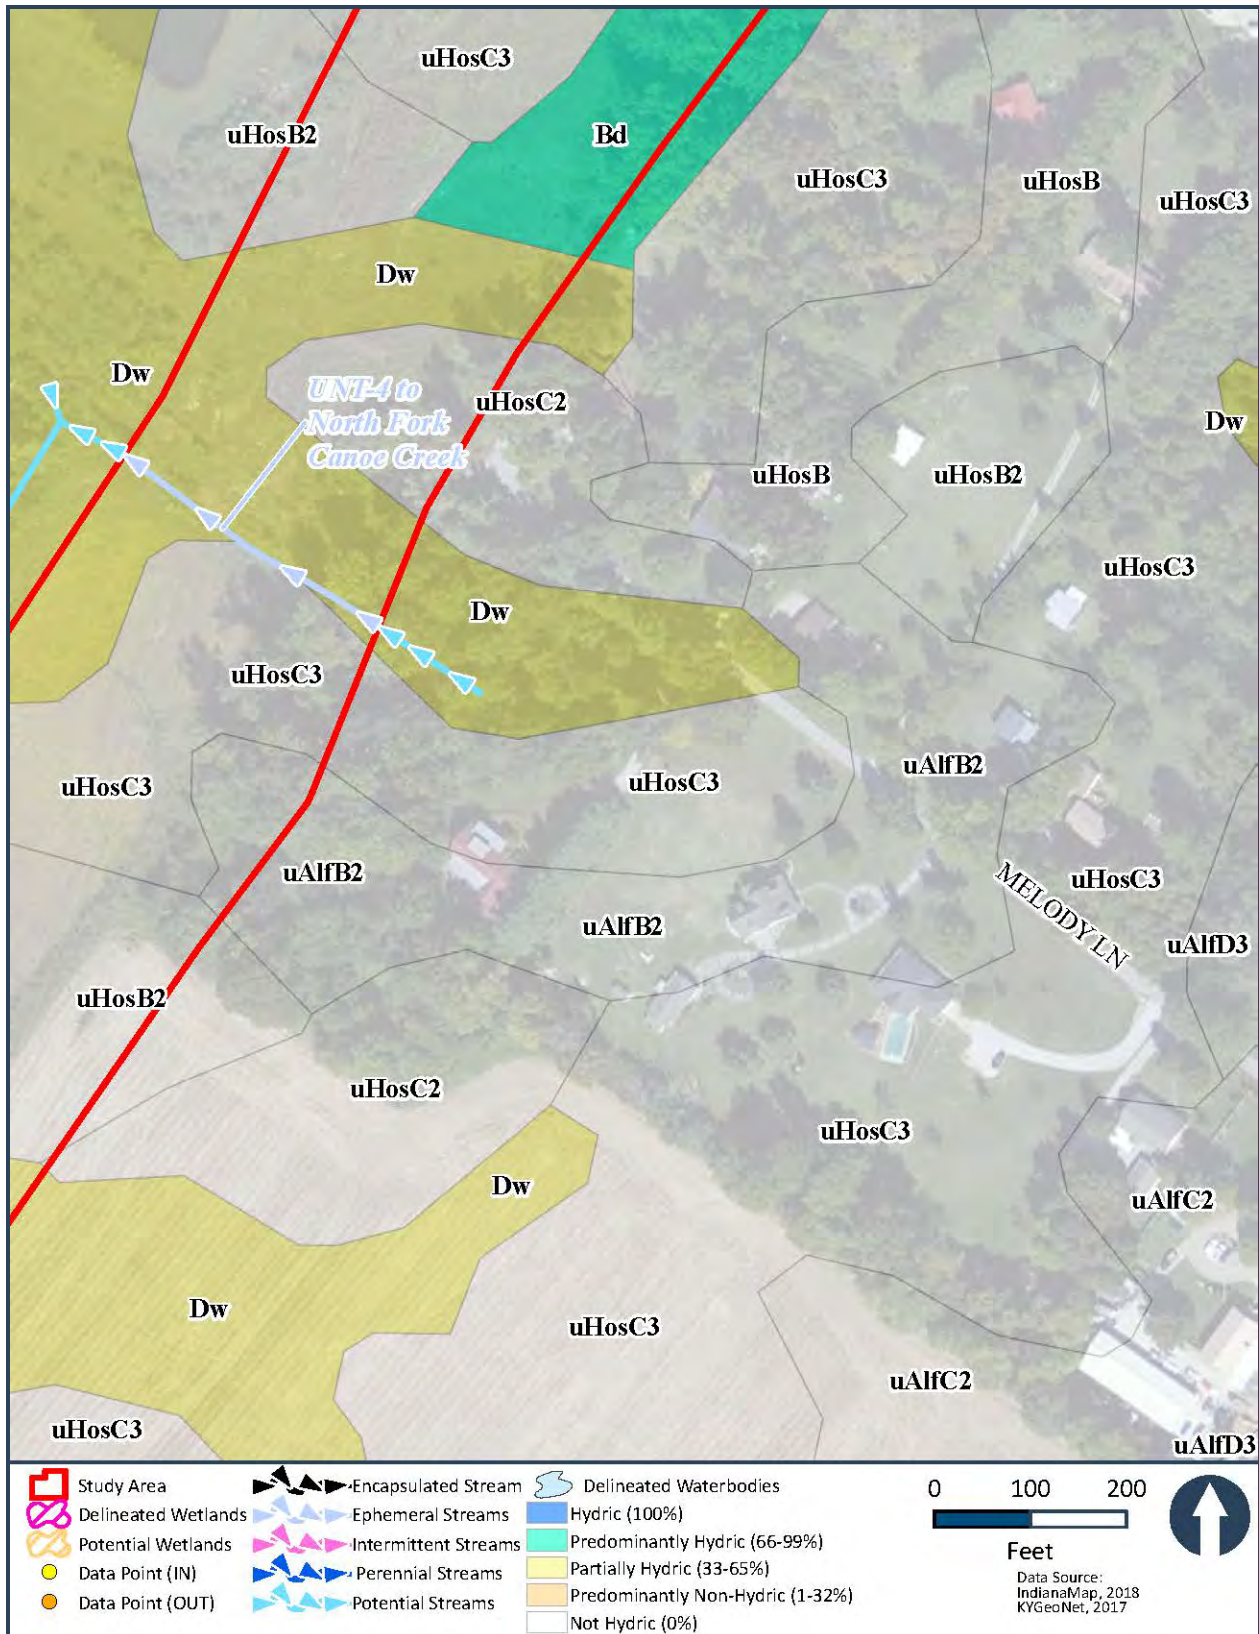 uHosC3
uHosB2
Bd
uHosC3
uHosB
uHosC3
Dw
Dw
UNT-4 to
North Fork
Canoe Creek
uHosC2
Dw
uHosB
uHosB2
uHosC3
Dw
uHosC3
uHosC3
uHosC3
uAlfB2
uAlfB2
uHosC3
MELODY LN
uAlfB2
uAlfD3
uHosB2
uHosC2
uHosC3
Dw
uAlfC2
Dw
uHosC3
uAlfC2
uHosC3
uAlfD3
Study Area
Delineated Wetlands
Potential Wetlands
Data Point (IN)
Data Point (OUT)
Encapsulated Stream
Ephemeral Streams
Intermittent Streams
Perennial Streams
Potential Streams
Delineated Waterbodies
Hydric (100%)
Predominantly Hydric (66-99%)
Partially Hydric (33-65%)
Predominantly Non-Hydric (1-32%)
Not Hydric (0%)
0 100 200
Feet
Data Source:
IndianaMap, 2018
KYGeoNet, 2017